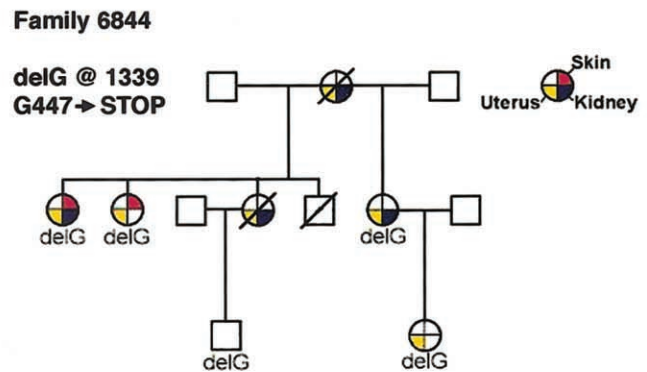 Family 6844
delG @ 1339
G447→STOP
Skin
Uterus
Kidney
delG
delG
delG
delG
delG